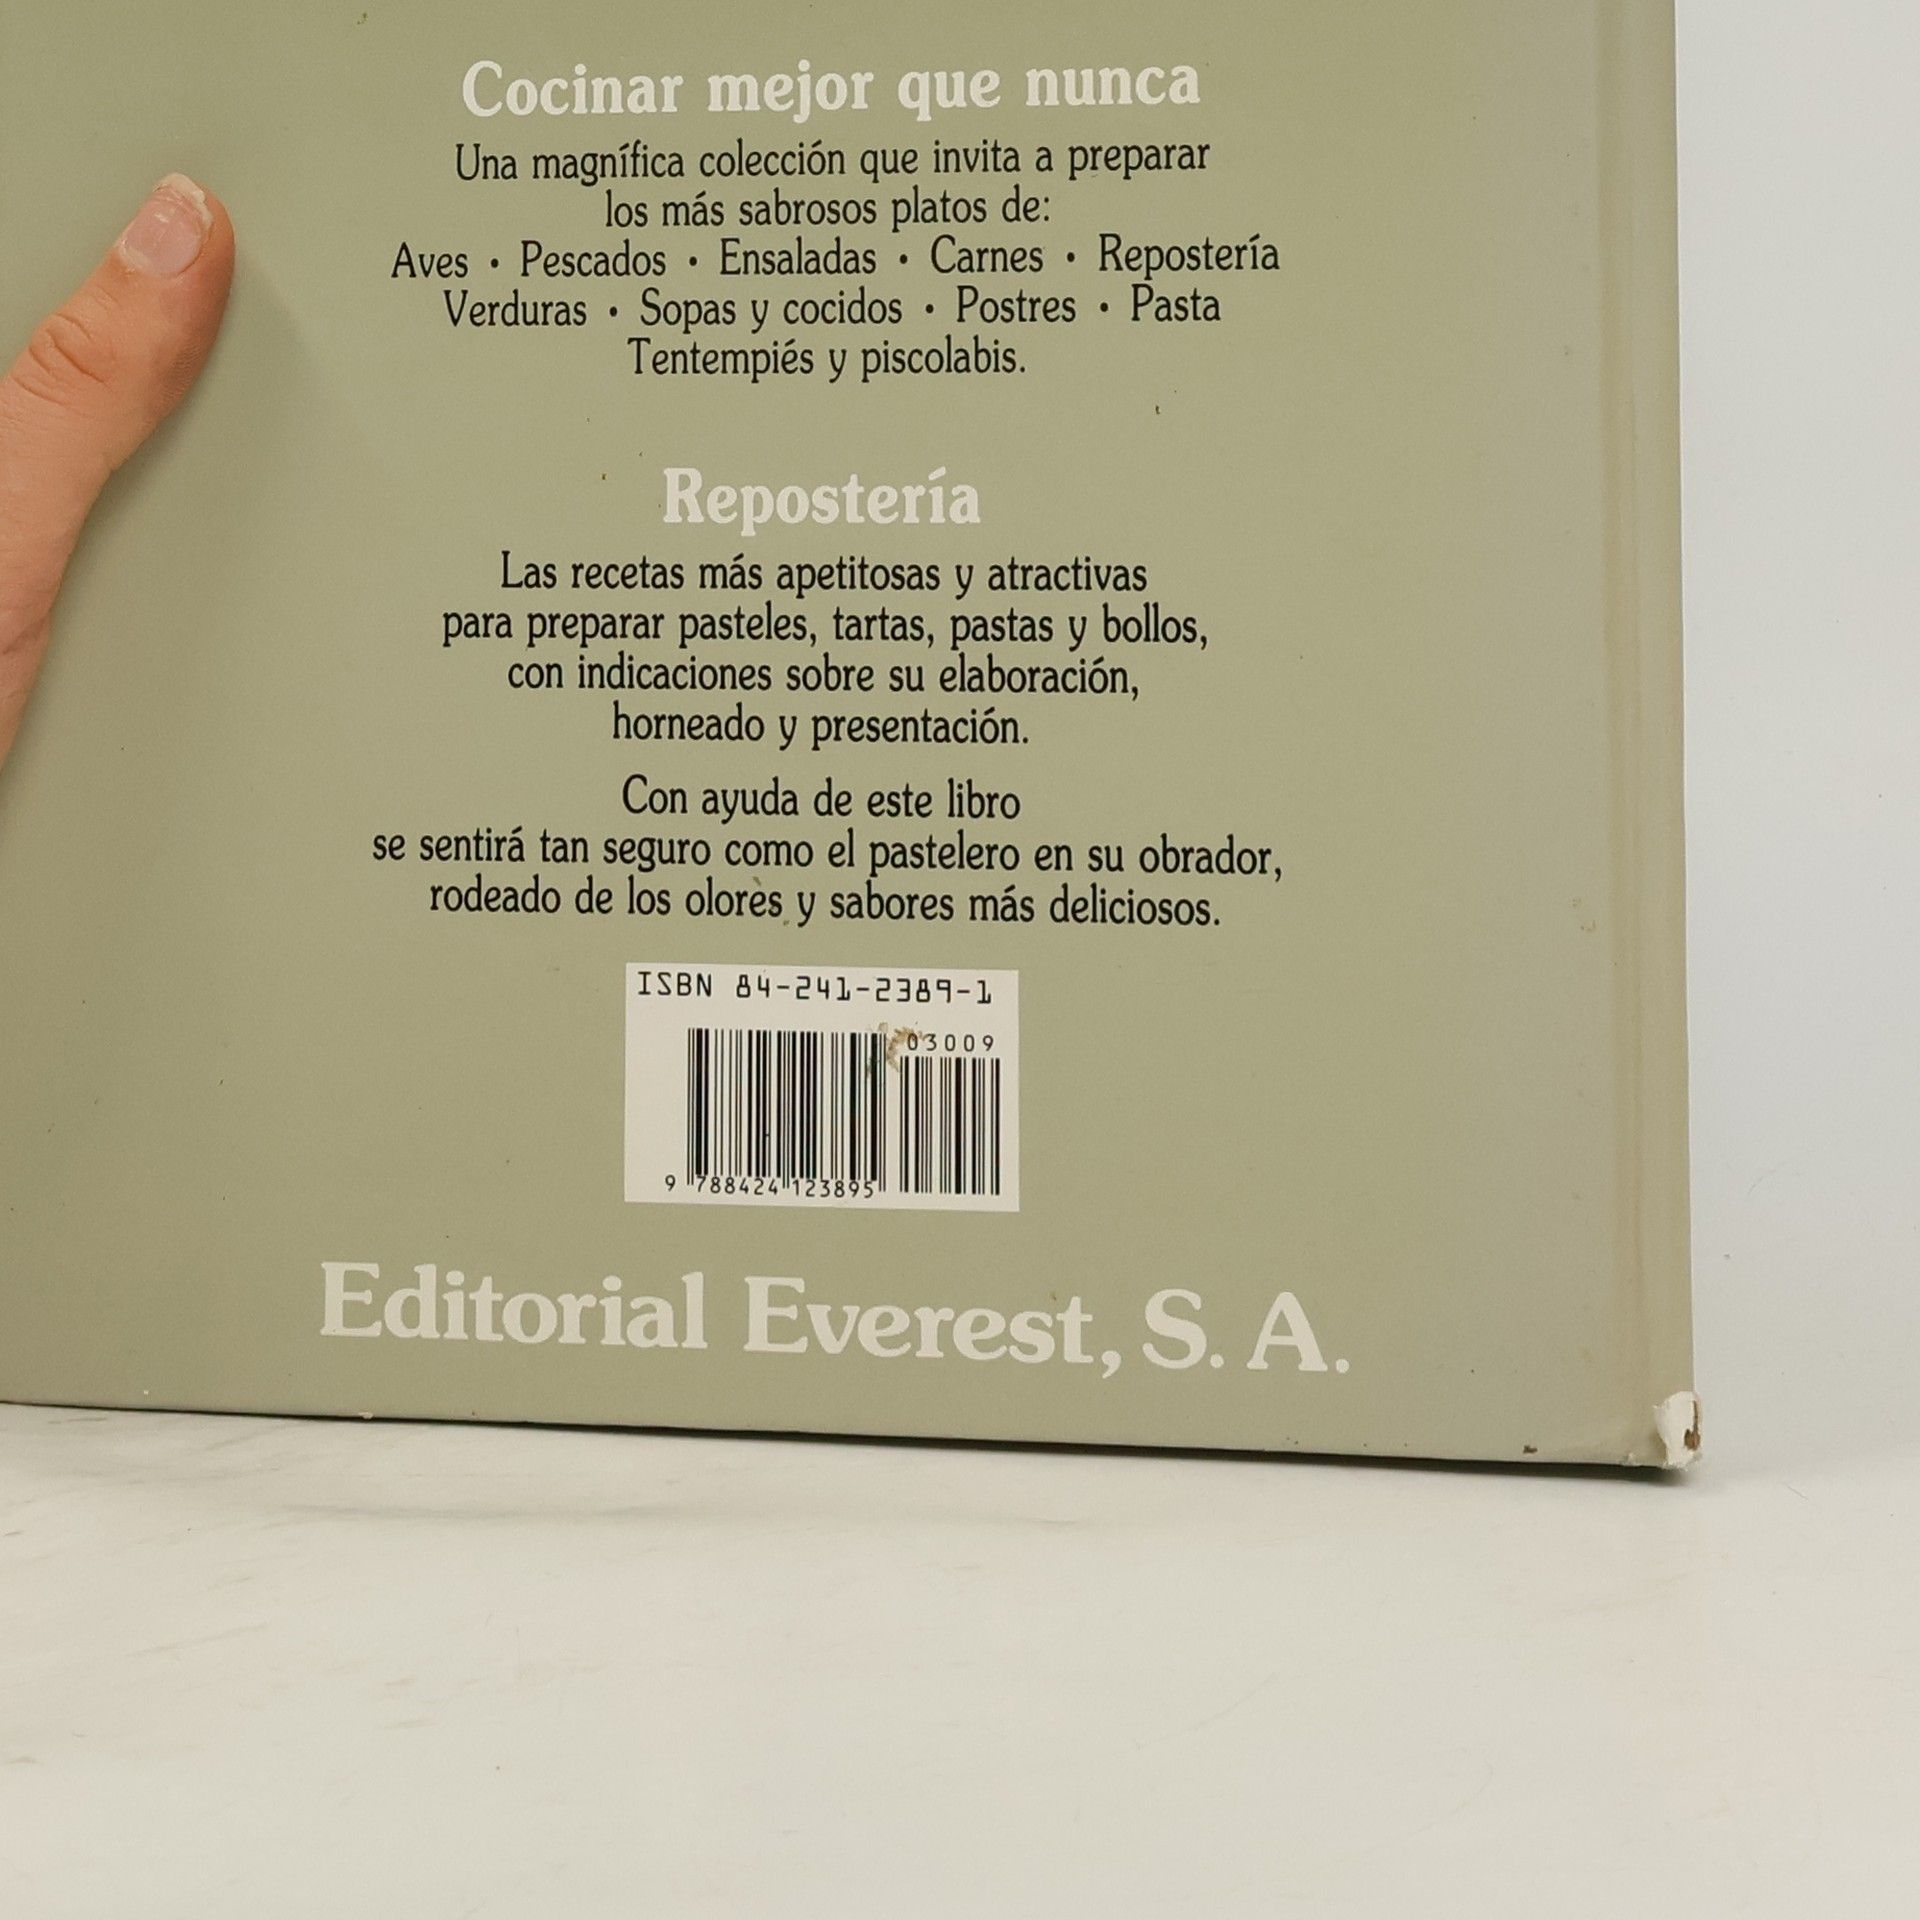 Cocinar mejor que nunca
Una magnífica colección que invita a preparar
los más sabrosos platos de:
Aves · Pescados · Ensaladas · Carnes · Repostería
Verduras · Sopas y cocidos · Postres · Pasta
Tentempiés y piscolabis.
Repostería
Las recetas más apetitosas y atractivas
para preparar pasteles, tartas, pastas y bollos,
con indicaciones sobre su elaboración,
horneado y presentación.
Con ayuda de este libro
se sentirá tan seguro como el pastelero en su obrador,
rodeado de los olores y sabores más deliciosos.
ISBN 84-241-2389-1
03009
9 788424 123895
Editorial Everest, S. A.